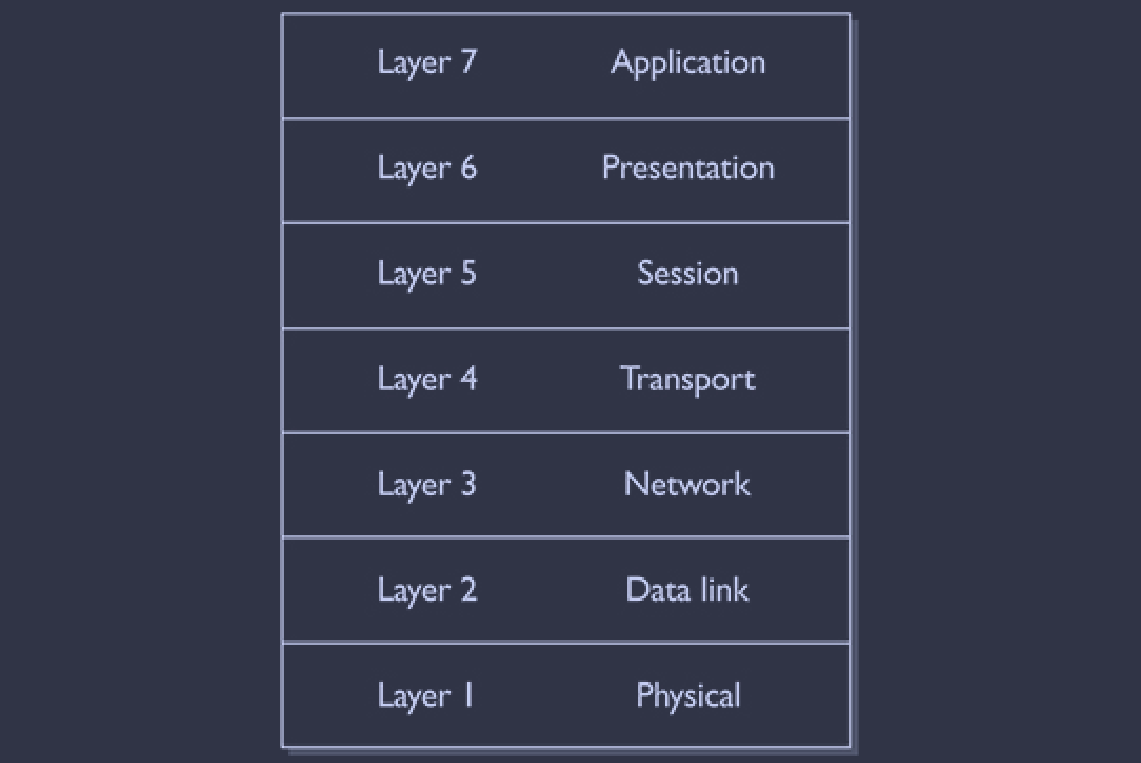 Layer 7 Application
Layer 6 Presentation
Layer 5 Session
Layer 4 Transport
Layer 3 Network
Layer 2 Data link
Layer 1 Physical